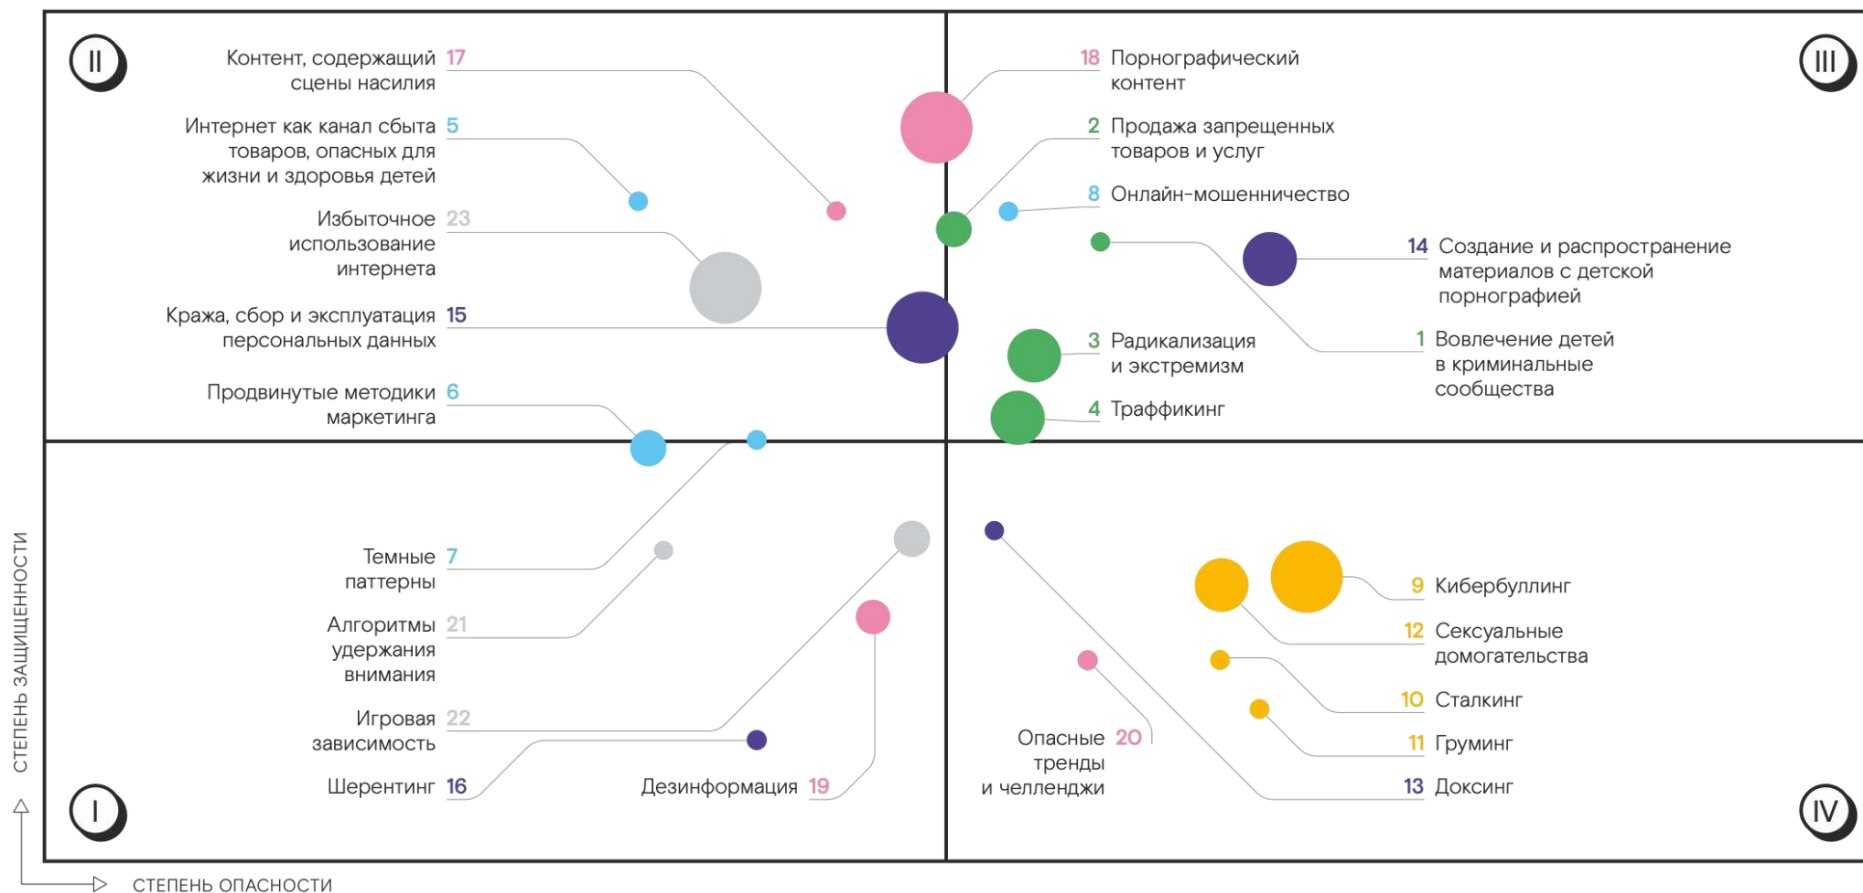 II
Контент, содержащий 17
сцены насилия
Интернет как канал сбыта 5
товаров, опасных для
жизни и здоровья детей
Избыточное 23
использование
интернета
Кража, сбор и эксплуатация 15
персональных данных
Продвинутые методики 6
маркетинга
III
18 Порнографический
контент
2 Продажа запрещенных
товаров и услуг
8 Онлайн-мошенничество
14 Создание и распространение
материалов с детской
порнографией
3 Радикализация
и экстремизм
1 Вовлечение детей
в криминальные
сообщества
4 Траффикинг
Темные 7
паттерны
Алгоритмы 21
удержания
внимания
Игровая 22
зависимость
Шерентинг 16
Дезинформация 19
I
9 Кибербуллинг
12 Сексуальные
домогательства
10 Сталкинг
Опасные 20
тренды
и челленджи
11 Груминг
13 Доксинг
IV
СТЕПЕНЬ ЗАЩИЩЕННОСТИ
СТЕПЕНЬ ОПАСНОСТИ